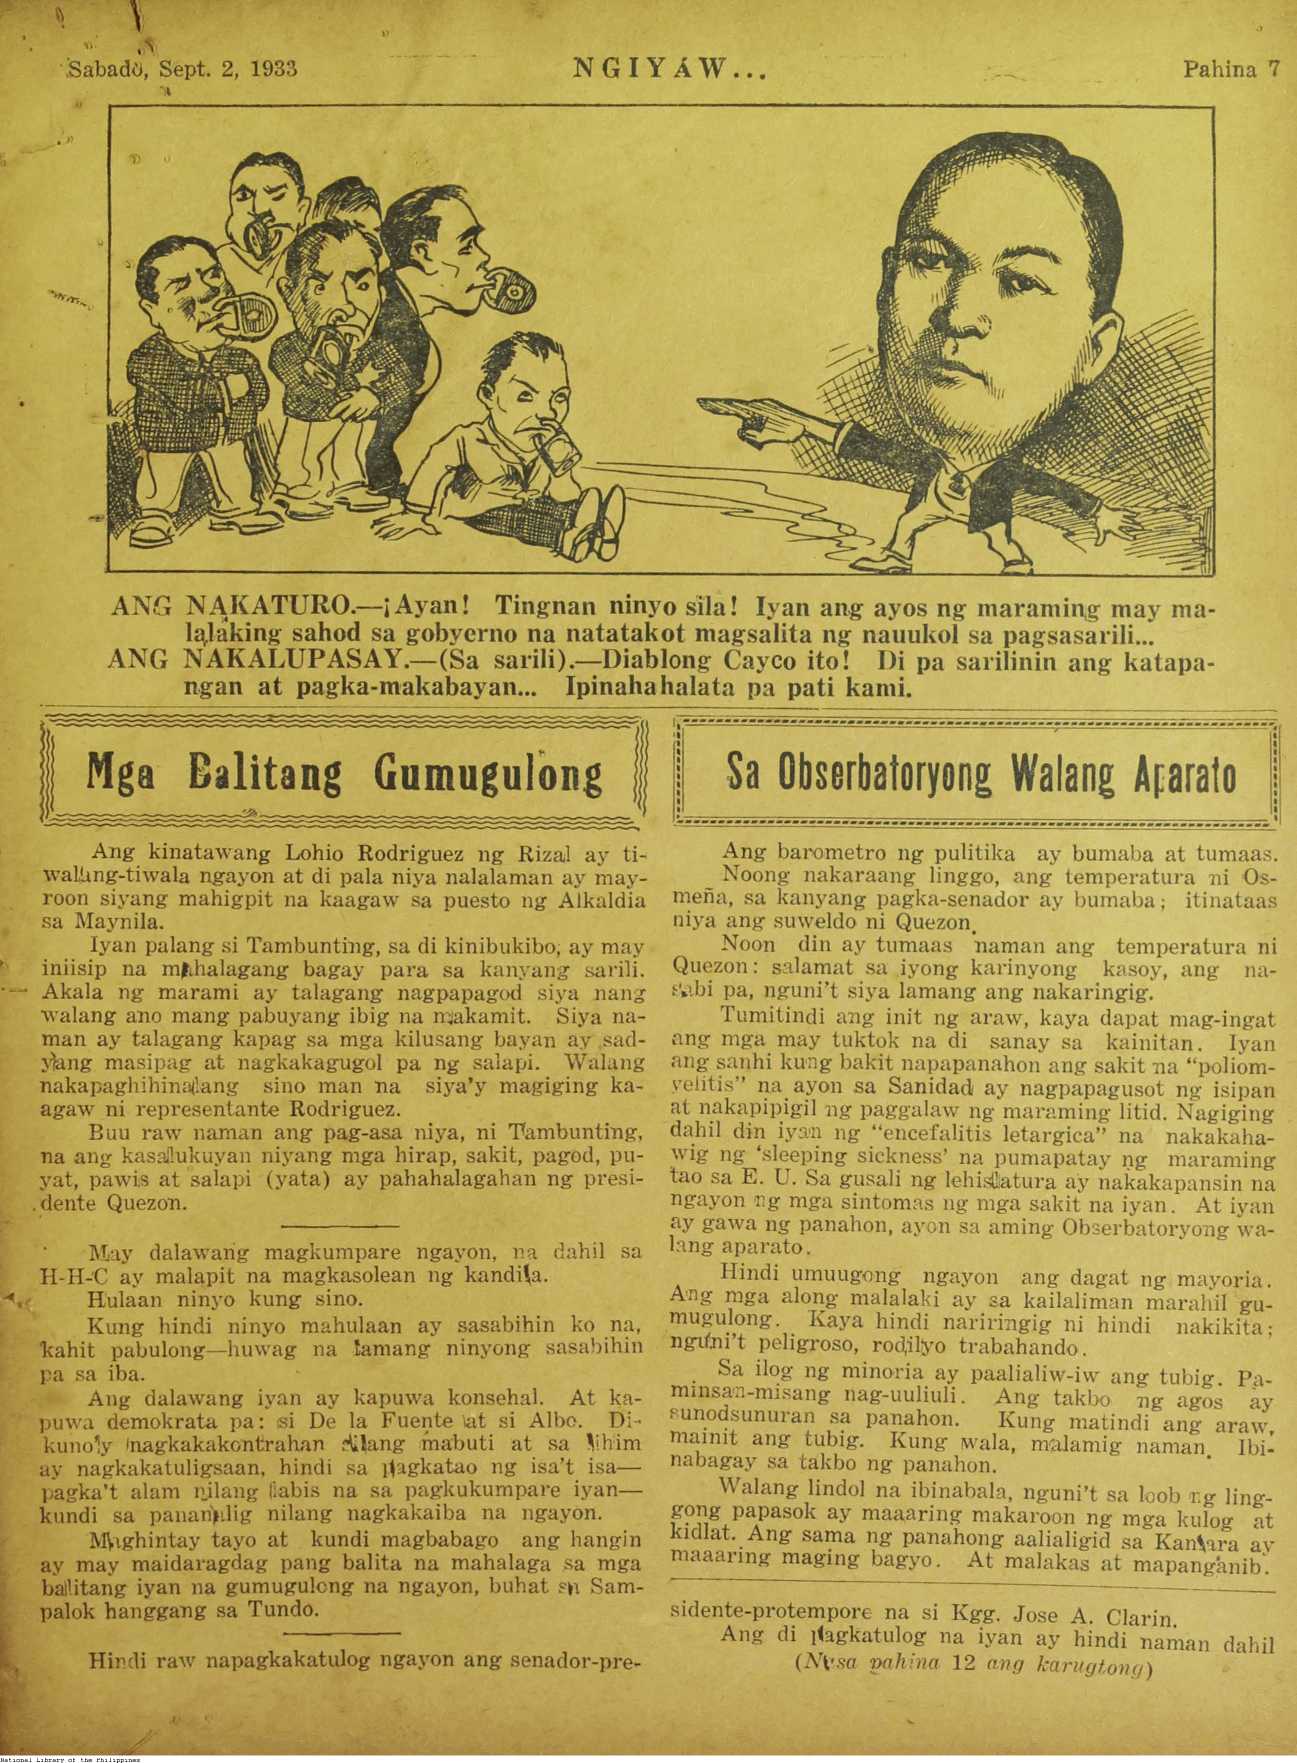 Sabado, Sept. 2, 1933
NGIYAW...
Pahina 7
ANG NAKATURO.—¡Ayan! Tingnan ninyo sila! Iyan ang ayos ng maraming may ma-
lalaking sahod sa gobyerno na natatakot magsalita ng nauukol sa pagsasarili...
ANG NAKALUPASAY.—(Sa sarili).—Diablong Cayco ito! Di pa sarilinin ang katapa-
ngan at pagka-makabayan... Ipinahahalata pa pati kami.
Mga Balitang Gumugulong
Ang kinatawang Lohio Rodriguez ng Rizal ay ti-
walang-tiwala ngayon at di pala niya nalalaman ay may-
roon siyang mahigpit na kaagaw sa puesto ng Alkaldia
sa Maynila.
Iyan palang si Tambunting, sa di kinibukibo, ay may
iniisip na mahalagang bagay para sa kanyang sarili.
Akala ng marami ay talagang nagpapagod siya nang
walang ano mang pabuyang ibig na makamit. Siya na-
man ay talagang kapag sa mga kilusang bayan ay sad-
yang masipag at nagkakagugol pa ng salapi. Walang
nakapaghihinalang sino man na siya'y magiging ka-
agaw ni representante Rodriguez.
Buu raw naman ang pag-asa niya, ni Tambunting,
na ang kasalukuyan niyang mga hirap, sakit, pagod, pu-
yat, pawis at salapi (yata) ay pahahalagahan ng presi-
dente Quezon.
May dalawang magkumpare ngayon, na dahil sa
H-H-C ay malapit na magkasolean ng kandila.
Hulaan ninyo kung sino.
Kung hindi ninyo mahulaan ay sasabihin ko na,
kahit pabulong—huwag na lamang ninyong sasabihin
pa sa iba.
Ang dalawang iyan ay kapuwa konsehal. At ka-
puwa demokrata pa: si De la Fuente at si Albo. Di-
kuno'y nagkakakontrahan silang mabuti at sa lihim
ay nagkakatuligsaan, hindi sa pagkatao ng isa't isa—
pagka't alam nilang labis na sa pagkukumpare iyan—
kundi sa pananalig nilang nagkakaiba na ngayon.
Maghintay tayo at kundi magbabago ang hangin
ay may maidaragdag pang balita na mahalaga sa mga
balitang iyan na gumugulong na ngayon, buhat sa Sam-
palok hanggang sa Tundo.
Hindi raw napagkakatulog ngayon ang senador-pre-
Sa Obserbatoryong Walang Aparato
Ang barometro ng pulitika ay bumaba at tumaas.
Noong nakaraang linggo, ang temperatura ni Os-
meña, sa kanyang pagka-senador ay bumaba; itinataas
niya ang suweldo ni Quezon.
Noon din ay tumaas naman ang temperatura ni
Quezon: salamat sa iyong karinyong kasoy, ang na-
sabi pa, nguni't siya lamang ang nakaringig.
Tumitindi ang init ng araw, kaya dapat mag-ingat
ang mga may tuktok na di sanay sa kainitan. Iyan
ang sanhi kung bakit napapanahon ang sakit na "poliom-
yelitis" na ayon sa Sanidad ay nagpapagusot ng isipan
at nakapipigil ng paggalaw ng maraming litid. Nagiging
dahil din iyan ng "encefalitis letargica" na nakakaha-
wig ng 'sleeping sickness' na pumapatay ng maraming
tao sa E. U. Sa gusali ng lehislatura ay nakakapansin na
ngayon ng mga sintomas ng mga sakit na iyan. At iyan
ay gawa ng panahon, ayon sa aming Obserbatoryong wa-
lang aparato.
Hindi umuugong ngayon ang dagat ng mayoria.
Ang mga along malalaki ay sa kailaliman marahil gu-
mugulong. Kaya hindi nariringig ni hindi nakikita;
nguni't peligroso, rodilyo trabahando.
Sa ilog ng minoria ay paalialiw-iw ang tubig. Pa-
minsan-misang nag-uuliuli. Ang takbo ng agos ay
sunodsunuran sa panahon. Kung matindi ang araw,
mainit ang tubig. Kung wala, malamig naman. Ibi-
nabagay sa takbo ng panahon.
Walang lindol na ibinabala, nguni't sa loob ng ling-
gong papasok ay maaaring makaroon ng mga kulog at
kidlat. Ang sama ng panahong aalialigid sa Kantara ay
maaaring maging bagyo. At malakas at mapanganib.
sidente-protempore na si Kgg. Jose A. Clarin.
Ang di pagkatulog na iyan ay hindi naman dahil
(Nasa pahina 12 ang karugtong)
National Library of the Philippines